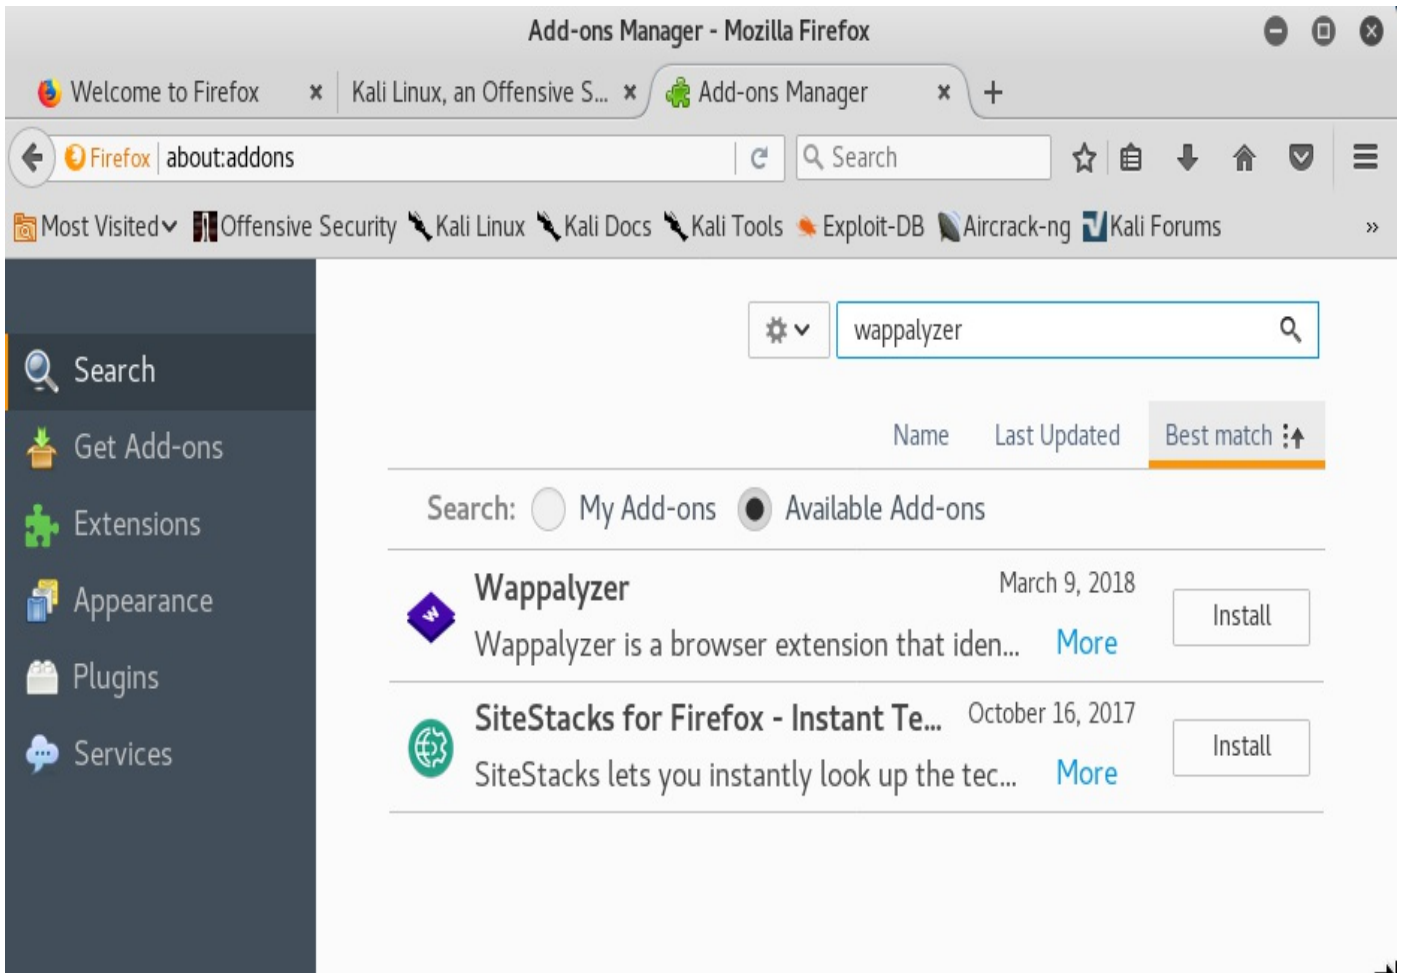 Add-ons Manager - Mozilla Firefox
Welcome to Firefox Kali Linux, an Offensive S... Add-ons Manager
Firefox about:addons Search
Most Visited Offensive Security Kali Linux Kali Docs Kali Tools Exploit-DB Aircrack-ng Kali Forums »
wappalyzer
Search
Get Add-ons
Extensions
Appearance
Plugins
Services
Name Last Updated Best match
Search: My Add-ons Available Add-ons
W
Wappalyzer March 9, 2018
Wappalyzer is a browser extension that iden... More
Install
SiteStacks for Firefox - Instant Te... October 16, 2017
SiteStacks lets you instantly look up the tec... More
Install